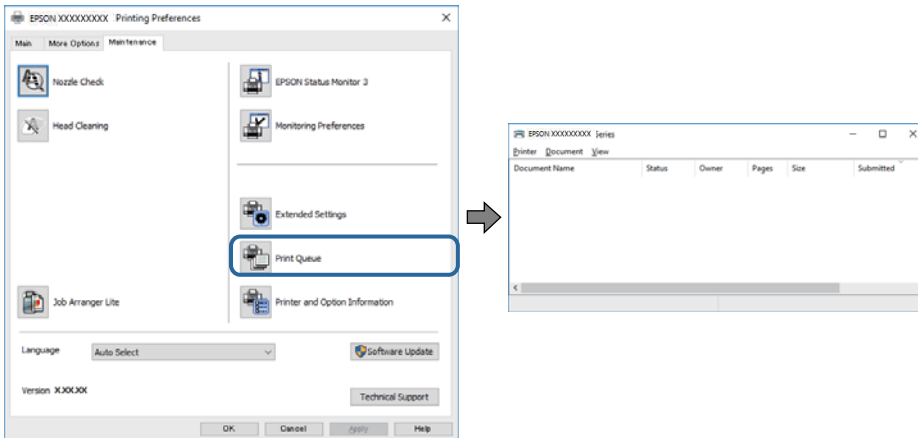 EPSON XXXXXXXXX Printing Preferences
Main More Options Maintenance
Nozzle Check
EPSON Status Monitor 3
Head Cleaning
Monitoring Preferences
Extended Settings
Print Queue
Job Arranger Lite
Printer and Option Information
Language Auto Select Software Update
Version X.XX.XX
Technical Support
OK Cancel Apply Help
EPSON XXXXXXXXX Series
Printer Document View
Document Name Status Owner Pages Size Submitted